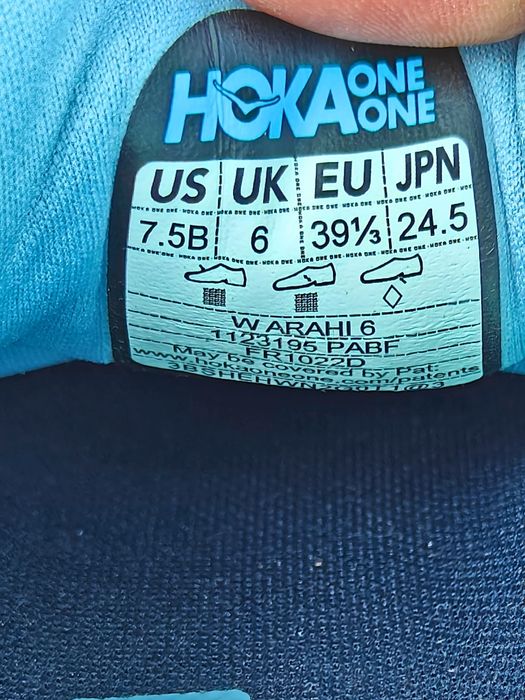 HOKA ONE ONE
US UK EU JPN
7.5B 6 39⅓ 24.5
W ARAHI 6
1123195 PABF
FR1022D
May be covered by Pat.
www.hokaoneone.com/patents